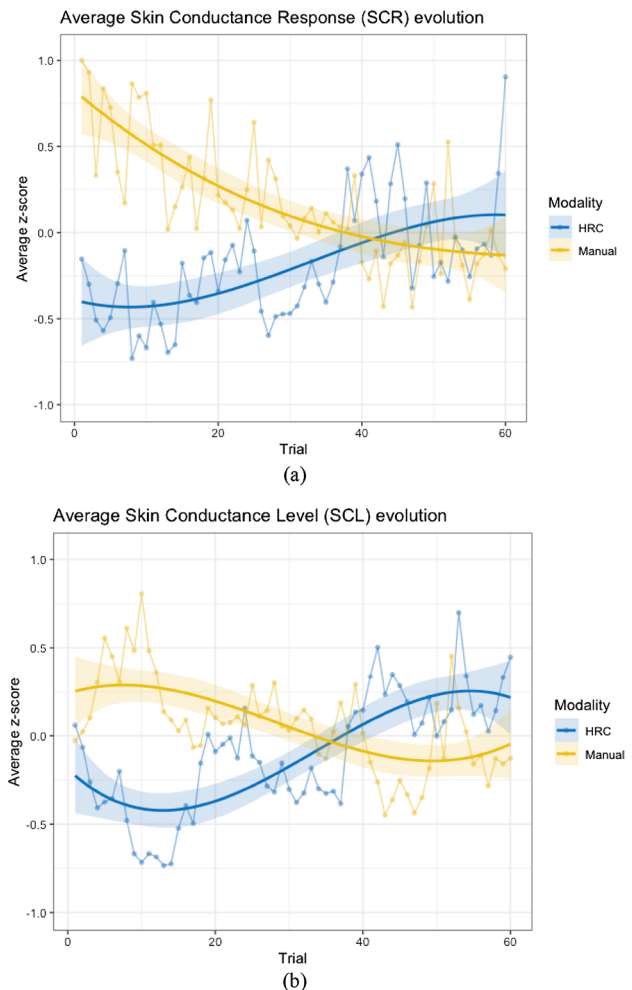 Average Skin Conductance Response (SCR) evolution
1.0
0.5
0.0
-0.5
-1.0
Average z-score
0
20
40
60
Trial
Modality
HRC
Manual
(a)
Average Skin Conductance Level (SCL) evolution
1.0
0.5
0.0
-0.5
-1.0
Average z-score
0
20
40
60
Trial
Modality
HRC
Manual
(b)